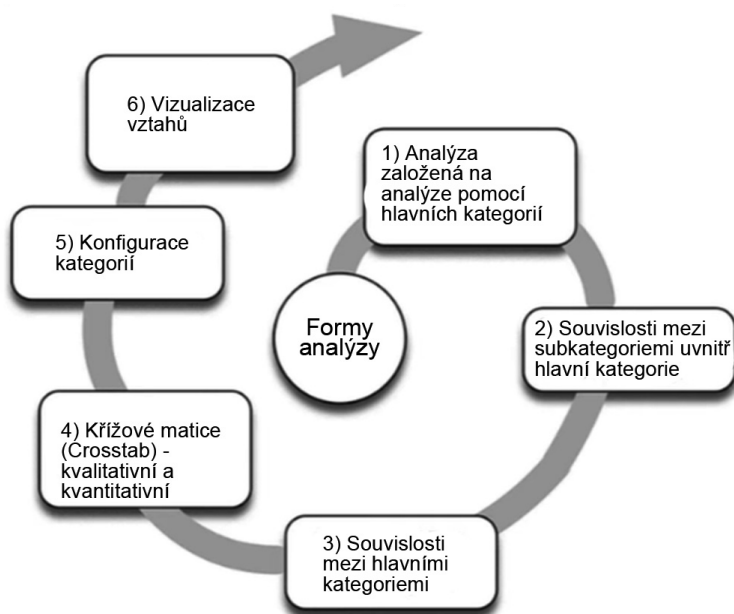 Formy
analýzy
1) Analýza
založená na
analýze pomocí
hlavních kategorií
2) Souvislosti mezi
subkategoriemi uvnitř
hlavní kategorie
3) Souvislosti
mezi hlavními
kategoriemi
4) Křížové matice
(Crosstab) -
kvalitativní a
kvantitativní
5) Konfigurace
kategorií
6) Vizualizace
vztahů